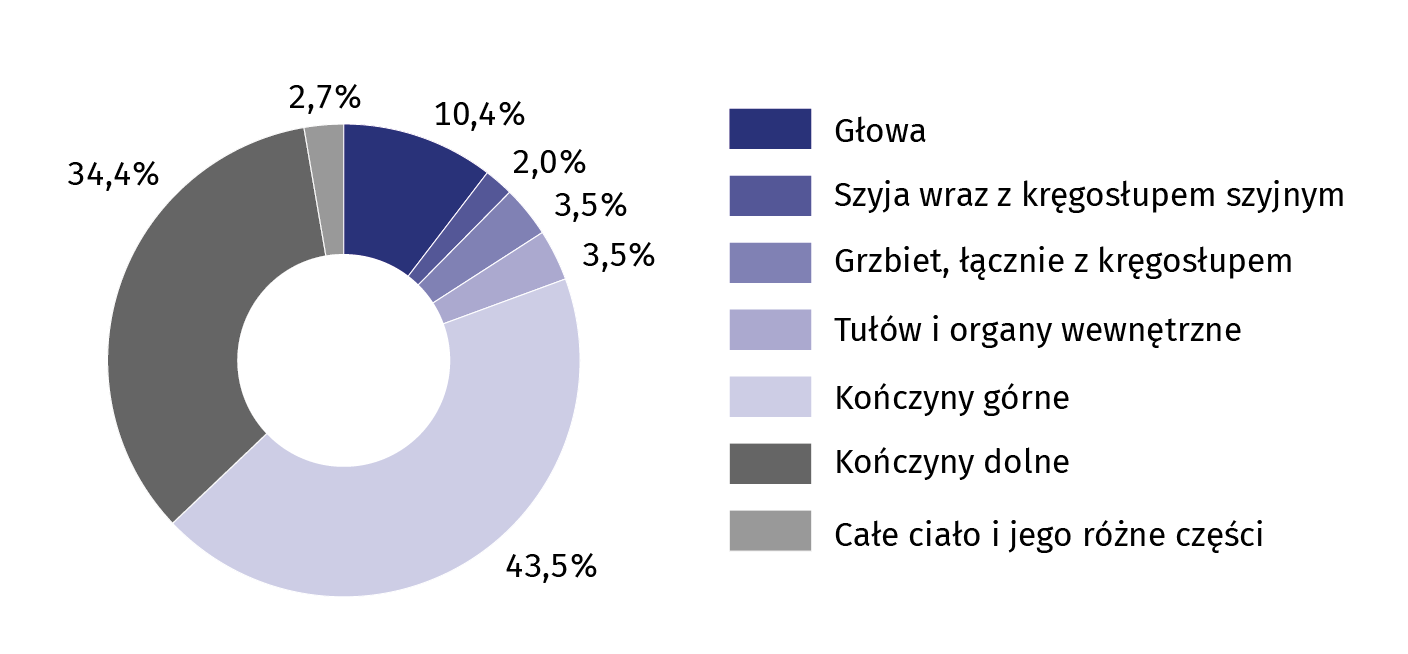 2,7%
10,4%
2,0%
3,5%
3,5%
34,4%
43,5%
Głowa
Szyja wraz z kręgosłupem szyjnym
Grzbiet, łącznie z kręgosłupem
Tułów i organy wewnętrzne
Kończyny górne
Kończyny dolne
Całe ciało i jego różne części